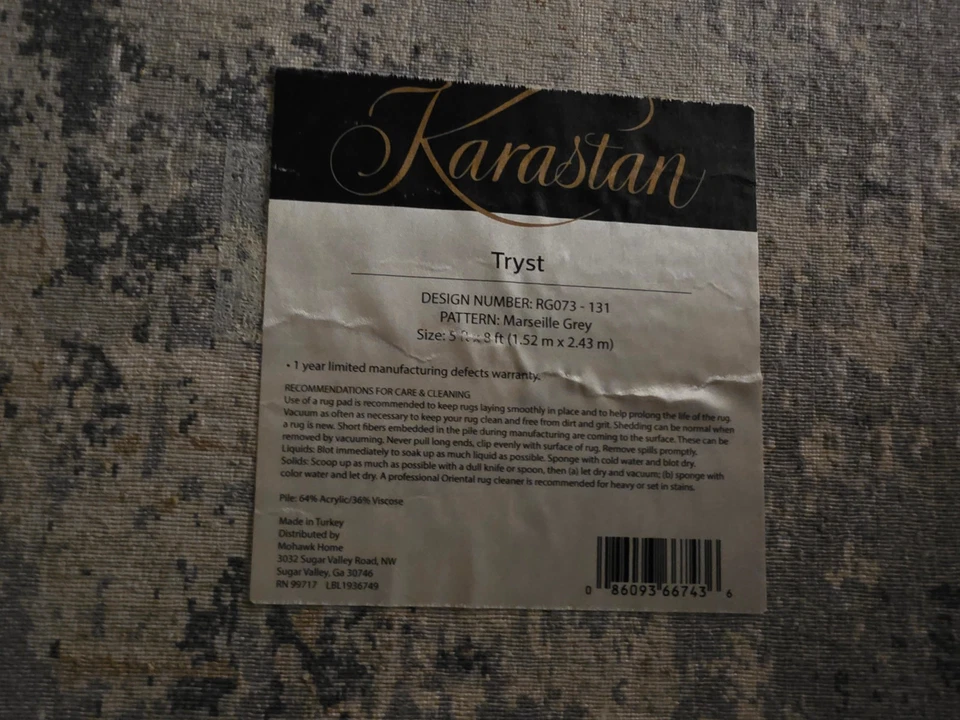 Karastan
Tryst
DESIGN NUMBER: RG073 - 131
PATTERN: Marseille Grey
Size: 5 ft x 8 ft (1.52 m x 2.43 m)
• 1 year limited manufacturing defects warranty.
RECOMMENDATIONS FOR CARE & CLEANING
Use of a rug pad is recommended to keep rugs laying smoothly in place and to help prolong the life of the rug.
Vacuum as often as necessary to keep your rug clean and free from dirt and grit. Shedding can be normal when
a rug is new. Short fibers embedded in the pile during manufacturing are coming to the surface. These can be
removed by vacuuming. Never pull long ends, clip evenly with surface of rug. Remove spills promptly.
Liquids: Blot immediately to soak up as much liquid as possible. Sponge with cold water and blot dry.
Solids: Scoop up as much as possible with a dull knife or spoon, then (a) let dry and vacuum; (b) sponge with
color water and let dry. A professional Oriental rug cleaner is recommended for heavy or set in stains.
Pile: 64% Acrylic/36% Viscose
Made in Turkey
Distributed by
Mohawk Home
3032 Sugar Valley Road, NW
Sugar Valley, Ga 30746
RN 99717 LBL1936749
0 86093 66743 6